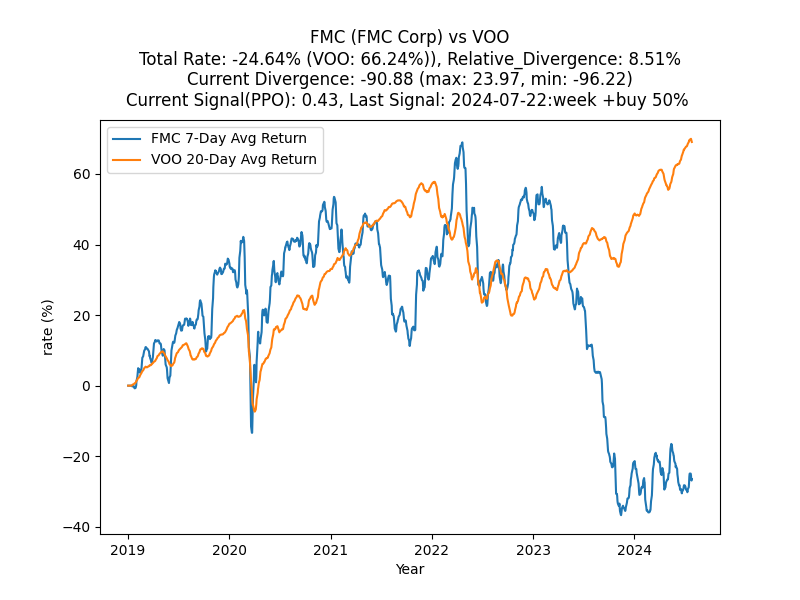 FMC (FMC Corp) vs VOO
Total Rate: -24.64% (VOO: 66.24%)), Relative_Divergence: 8.51%
Current Divergence: -90.88 (max: 23.97, min: -96.22)
Current Signal(PPO): 0.43, Last Signal: 2024-07-22:week +buy 50%
FMC 7-Day Avg Return
VOO 20-Day Avg Return
rate (%)
60
40
20
0
−20
−40
2019 2020 2021 2022 2023 2024
Year